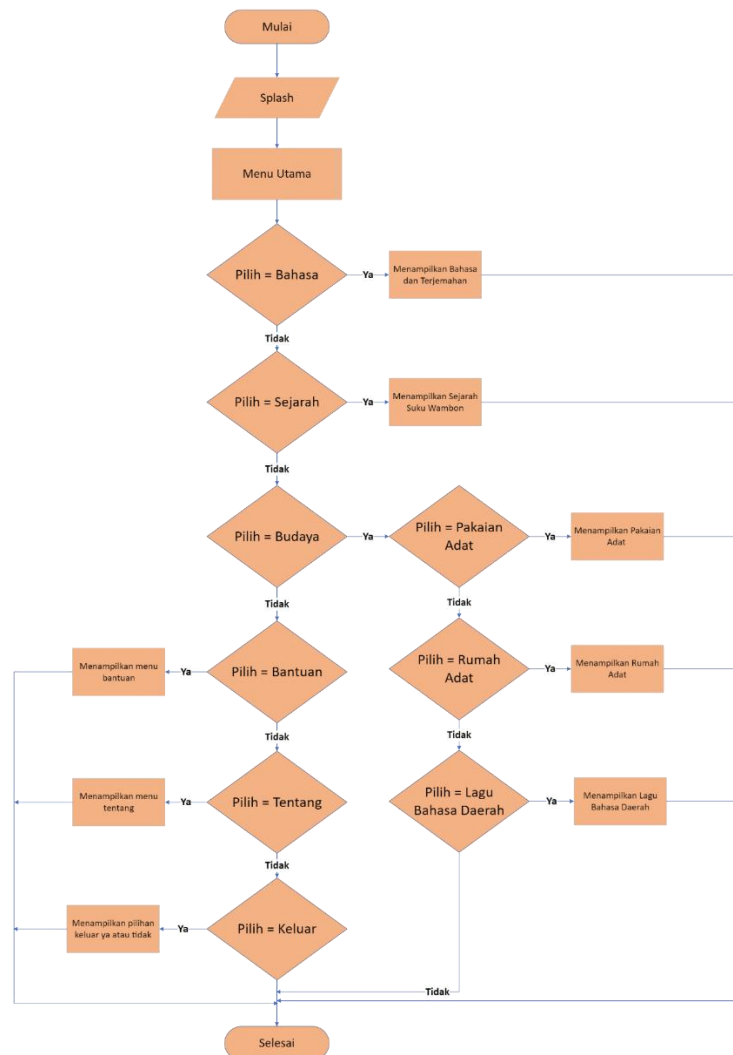 Mulai
Splash
Menu Utama
Pilih = Bahasa
Ya
Menampilkan Bahasa
dan Terjemahan
Tidak
Pilih = Sejarah
Ya
Menampilkan Sejarah
Suku Wambon
Tidak
Pilih = Budaya
Ya
Pilih = Pakaian
Adat
Ya
Menampilkan Pakaian
Adat
Tidak
Tidak
Menampilkan menu
bantuan
Ya
Pilih = Bantuan
Pilih = Rumah
Adat
Ya
Menampilkan Rumah
Adat
Tidak
Tidak
Menampilkan menu
tentang
Ya
Pilih = Tentang
Pilih = Lagu
Bahasa Daerah
Ya
Menampilkan Lagu
Bahasa Daerah
Tidak
Menampilkan pilihan
keluar ya atau tidak
Ya
Pilih = Keluar
Tidak
Selesai